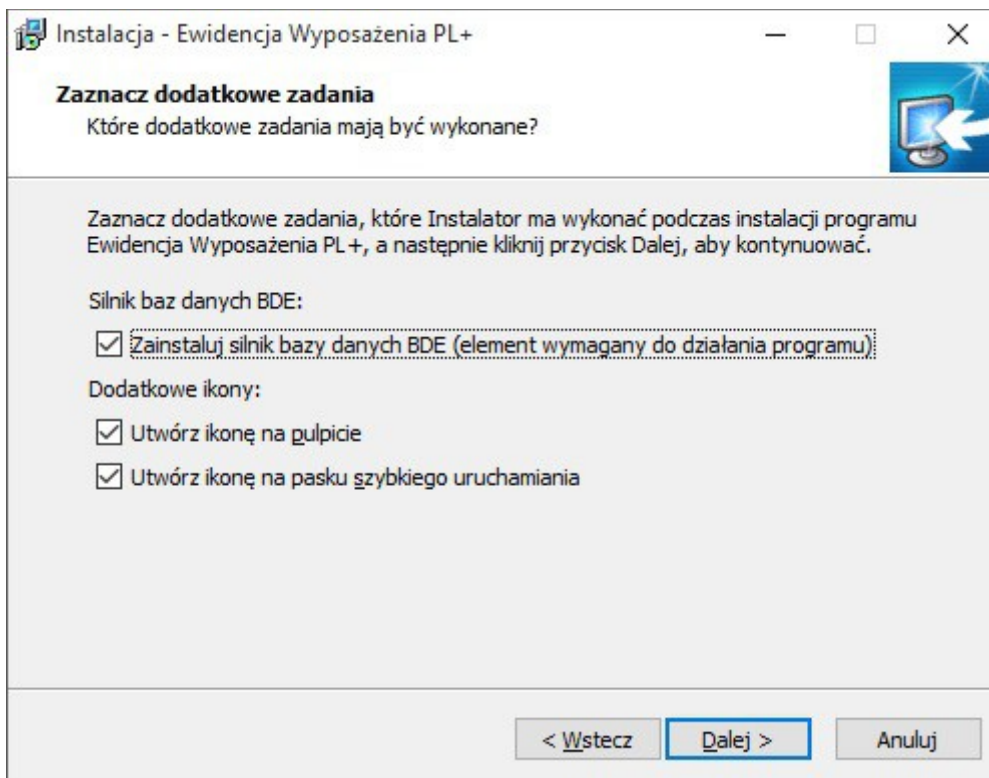 Instalacja - Ewidencja Wyposażenia PL+
Zaznacz dodatkowe zadania
Które dodatkowe zadania mają być wykonane?
Zaznacz dodatkowe zadania, które Instalator ma wykonać podczas instalacji programu
Ewidencja Wyposażenia PL+, a następnie kliknij przycisk Dalej, aby kontynuować.
Silnik baz danych BDE:
Zainstaluj silnik bazy danych BDE (element wymagany do działania programu)
Dodatkowe ikony:
Utwórz ikonę na pulpicie
Utwórz ikonę na pasku szybkiego uruchamiania
< Wstecz
Dalej >
Anuluj